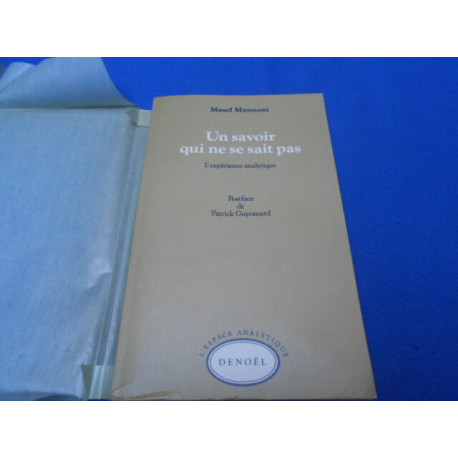 Maud Mannoni
Un savoir
qui ne se sait pas
L'expérience analytique
Postface
de
Patrick Guyomard
L'ESPACE ANALYTIQUE
DENOËL